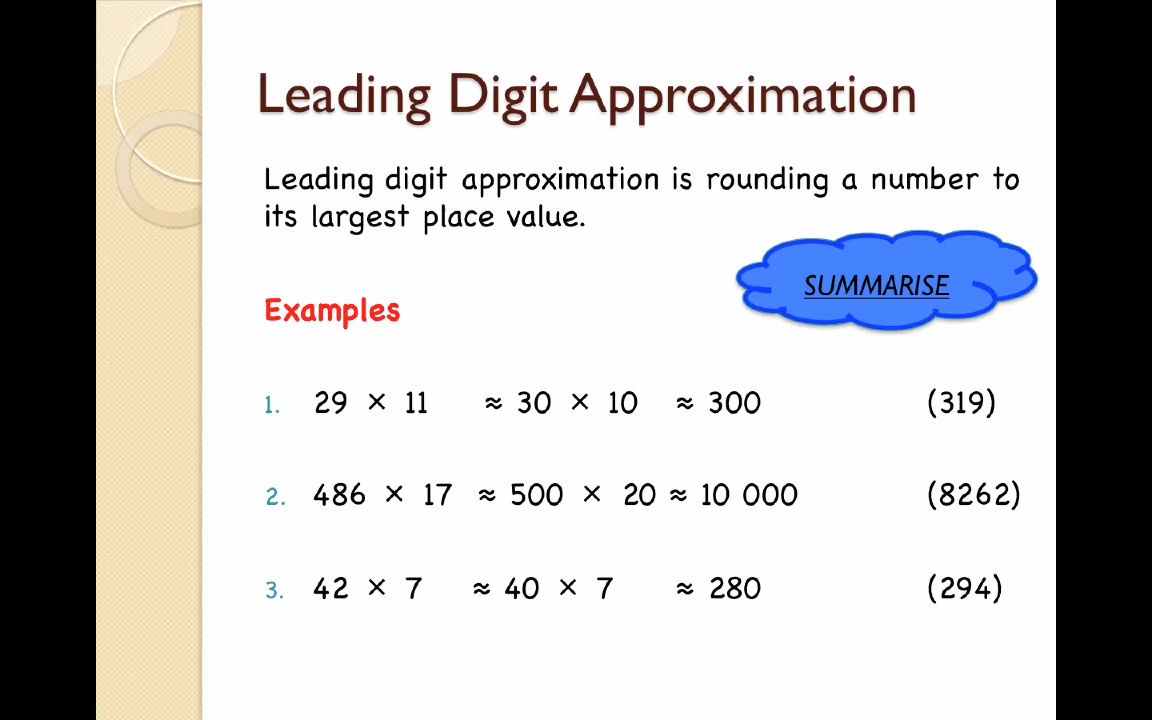 Leading Digit Approximation
Leading digit approximation is rounding a number to
its largest place value.
SUMMARISE
Examples
1. 29 × 11 ≈ 30 × 10 ≈ 300 (319)
2. 486 × 17 ≈ 500 × 20 ≈ 10 000 (8262)
3. 42 × 7 ≈ 40 × 7 ≈ 280 (294)